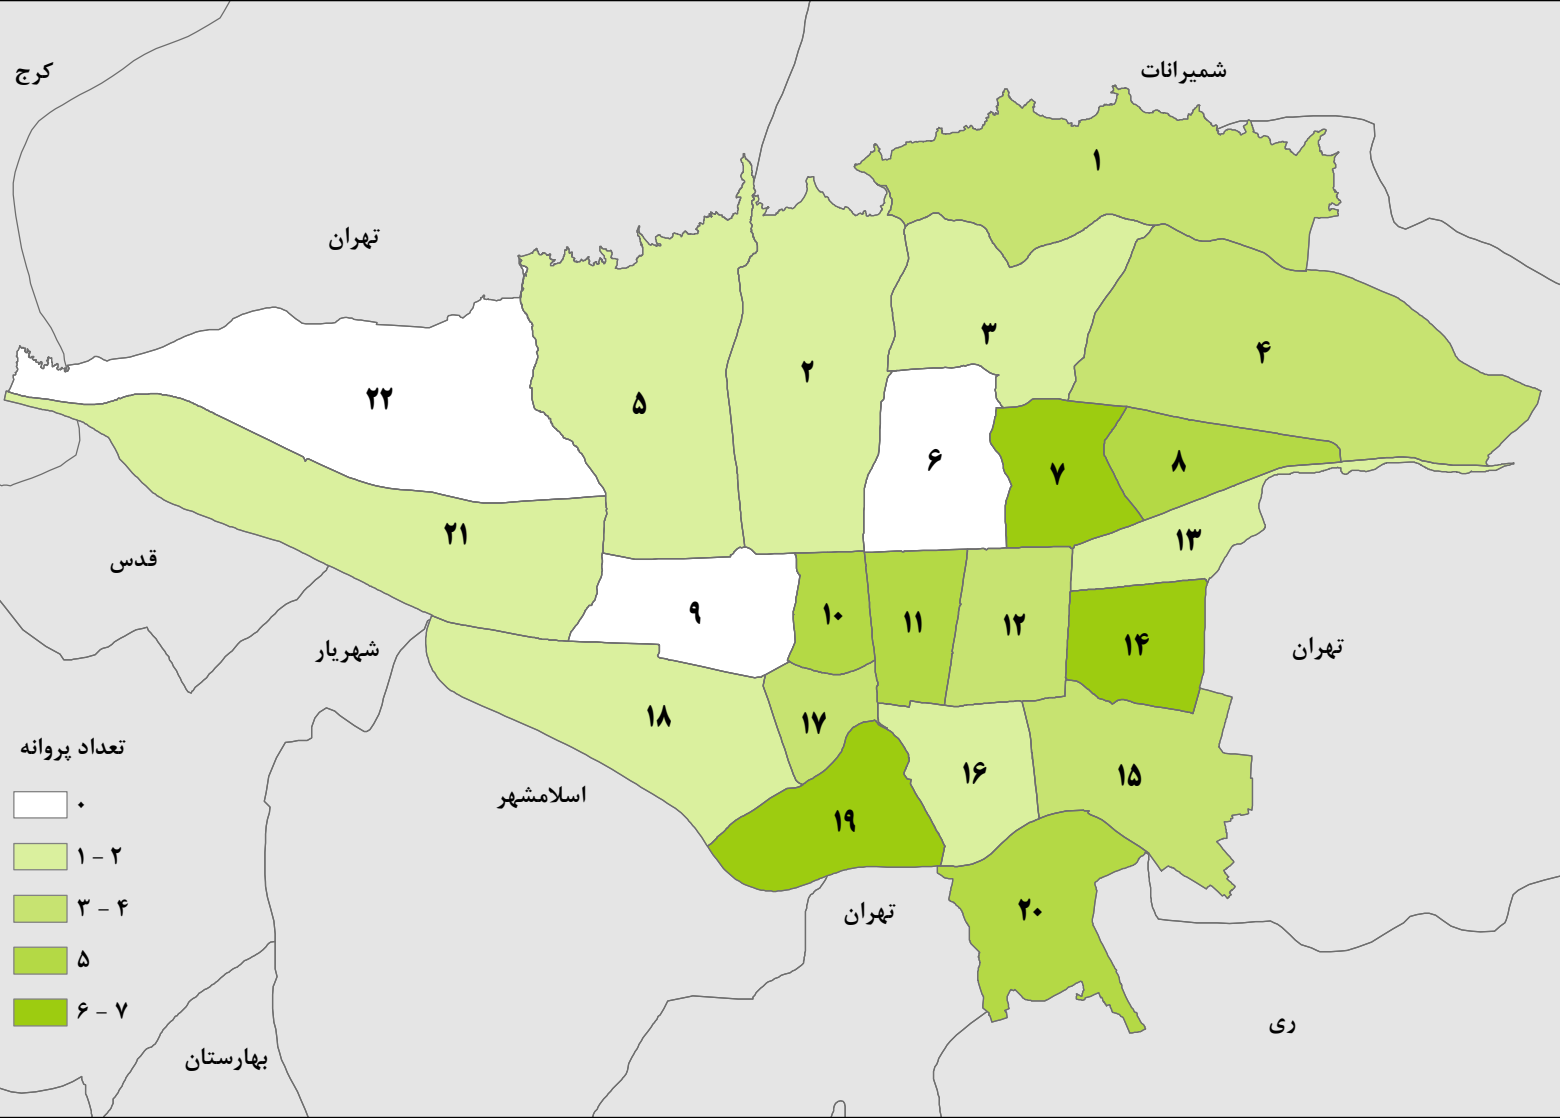 شمیرانات
کرج
۱
تهران
۳
۴
۲
۲۲
۵
۶
۸
۷
۲۱
۱۳
قدس
۹
۱۰
۱۱
۱۲
۱۴
تهران
شهریار
۱۸
۱۷
۱۶
۱۵
اسلامشهر
۱۹
تهران
۲۰
ری
بهارستان
تعداد پروانه
۰
۱ – ۲
۳ – ۴
۵
۶ – ۷